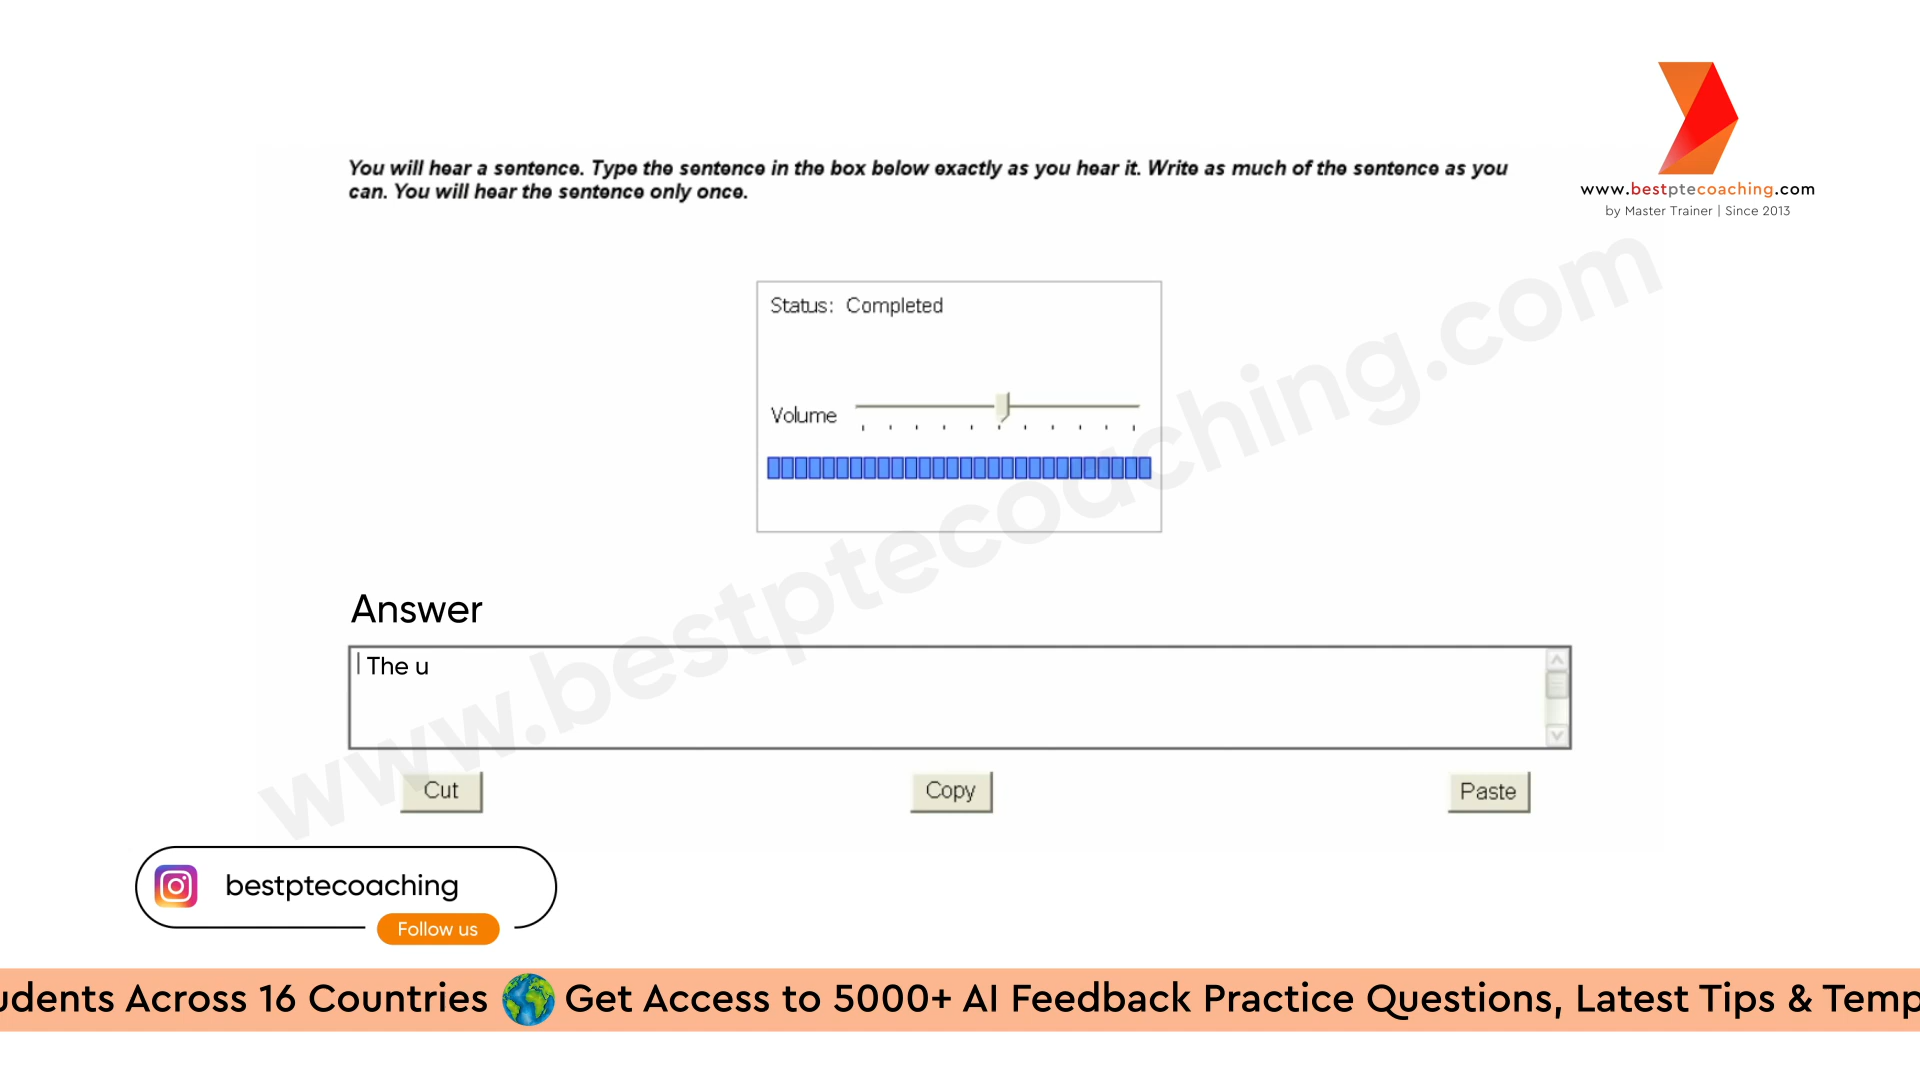 You will hear a sentence. Type the sentence in the box below exactly as you hear it. Write as much of the sentence as you
can. You will hear the sentence only once.
www.bestptecoaching.com
by Master Trainer | Since 2013
Status: Completed
Volume
www.bestptecoaching.com
Answer
The u
Cut
Copy
Paste
bestptecoaching
Follow us
udents Across 16 Countries 🌍 Get Access to 5000+ AI Feedback Practice Questions, Latest Tips & Temp